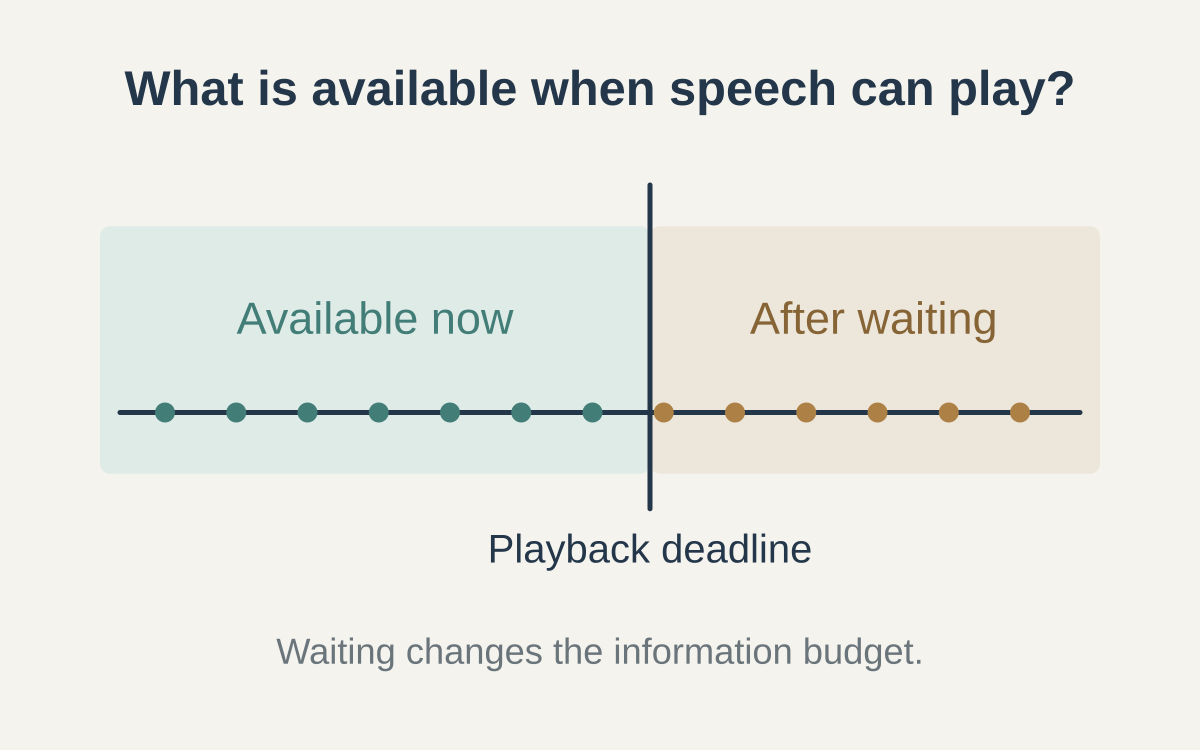 What is available when speech can play?
Available now
After waiting
Playback deadline
Waiting changes the information budget.